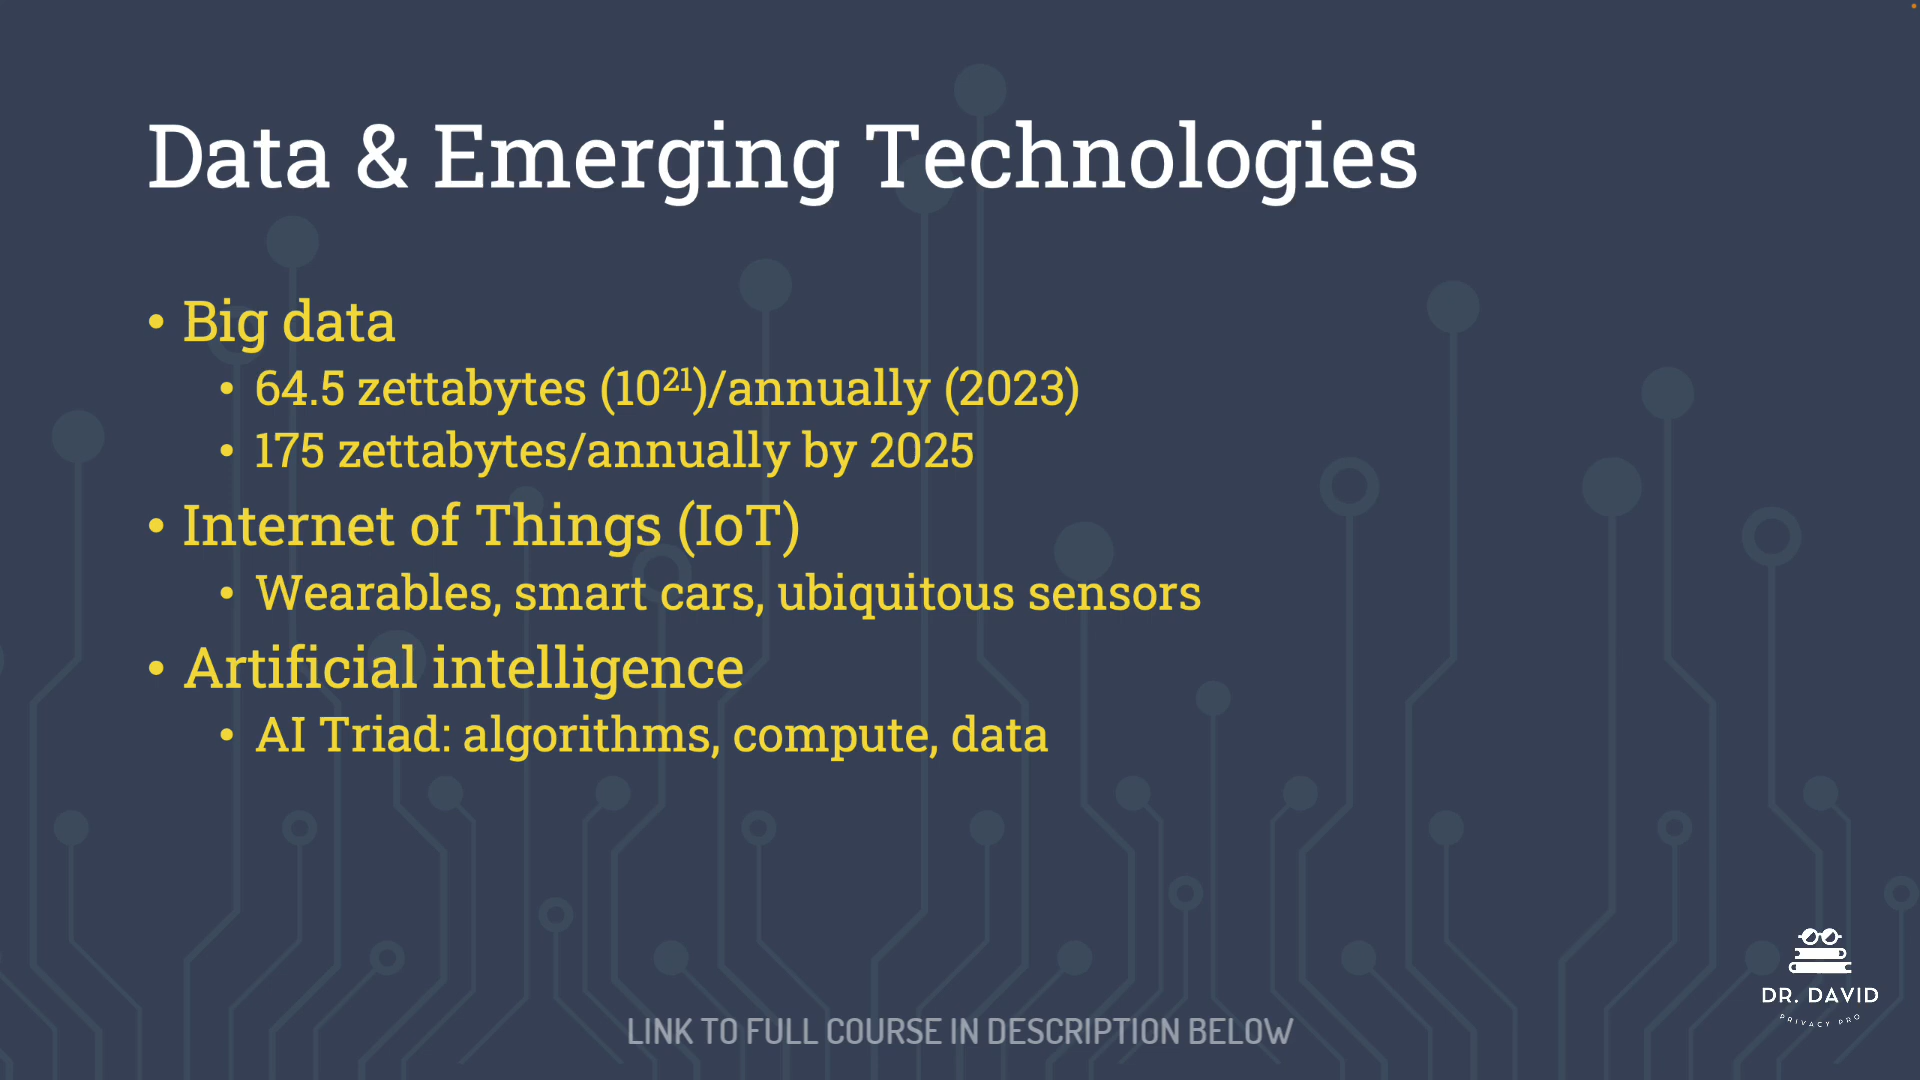 Data & Emerging Technologies
• Big data
• 64.5 zettabytes (10²¹)/annually (2023)
• 175 zettabytes/annually by 2025
• Internet of Things (IoT)
• Wearables, smart cars, ubiquitous sensors
• Artificial intelligence
• AI Triad: algorithms, compute, data
DR. DAVID
PRIVACY PRO
LINK TO FULL COURSE IN DESCRIPTION BELOW